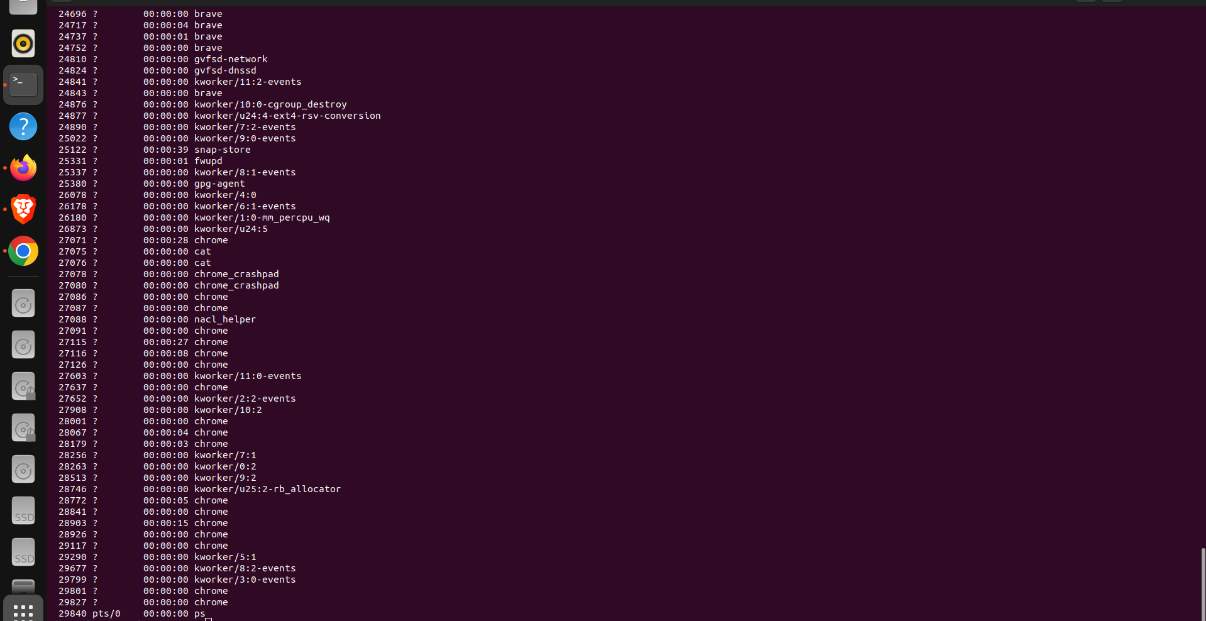 24696 ?        00:00:00 brave
24717 ?        00:00:04 brave
24737 ?        00:00:01 brave
24752 ?        00:00:00 brave
24810 ?        00:00:00 gvfsd-network
24824 ?        00:00:00 gvfsd-dnssd
24841 ?        00:00:00 kworker/11:2-events
24843 ?        00:00:00 brave
24876 ?        00:00:00 kworker/10:0-cgroup_destroy
24877 ?        00:00:00 kworker/u24:4-ext4-rsv-conversion
24890 ?        00:00:00 kworker/7:2-events
25022 ?        00:00:00 kworker/9:0-events
25122 ?        00:00:39 snap-store
25331 ?        00:00:01 fwupd
25337 ?        00:00:00 kworker/8:1-events
25380 ?        00:00:00 gpg-agent
26078 ?        00:00:00 kworker/4:0
26178 ?        00:00:00 kworker/6:1-events
26180 ?        00:00:00 kworker/1:0-mm_percpu_wq
26873 ?        00:00:00 kworker/u24:5
27071 ?        00:00:28 chrome
27075 ?        00:00:00 cat
27076 ?        00:00:00 cat
27078 ?        00:00:00 chrome_crashpad
27080 ?        00:00:00 chrome_crashpad
27086 ?        00:00:00 chrome
27087 ?        00:00:00 chrome
27088 ?        00:00:00 nacl_helper
27091 ?        00:00:00 chrome
27115 ?        00:00:27 chrome
27116 ?        00:00:08 chrome
27126 ?        00:00:00 chrome
27603 ?        00:00:00 kworker/11:0-events
27637 ?        00:00:00 chrome
27652 ?        00:00:00 kworker/2:2-events
27908 ?        00:00:00 kworker/10:2
28001 ?        00:00:00 chrome
28067 ?        00:00:04 chrome
28179 ?        00:00:03 chrome
28256 ?        00:00:00 kworker/7:1
28263 ?        00:00:00 kworker/0:2
28513 ?        00:00:00 kworker/9:2
28746 ?        00:00:00 kworker/u25:2-rb_allocator
28772 ?        00:00:05 chrome
28841 ?        00:00:00 chrome
28903 ?        00:00:15 chrome
28926 ?        00:00:00 chrome
29117 ?        00:00:00 chrome
29290 ?        00:00:00 kworker/5:1
29677 ?        00:00:00 kworker/8:2-events
29799 ?        00:00:00 kworker/3:0-events
29801 ?        00:00:00 chrome
29827 ?        00:00:00 chrome
29840 pts/0    00:00:00 ps
>_
?
SSD
SSD